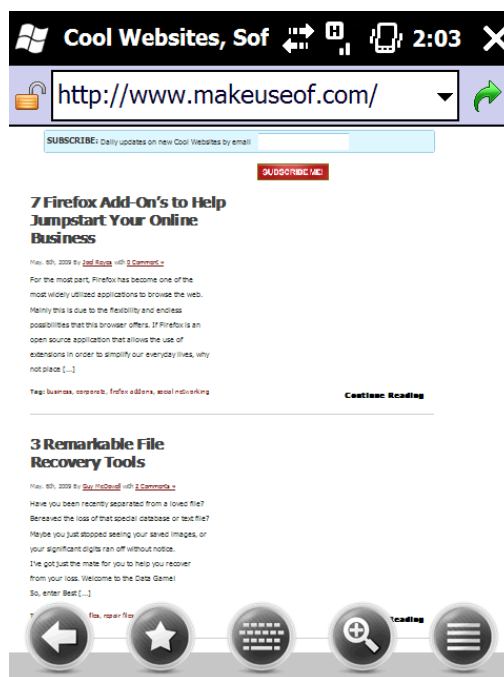 Cool Websites, Sof H 2:03
http://www.makeuseof.com/
SUBSCRIBE: Daily updates on new Cool Websites by email
SUBSCRIBE ME!
7 Firefox Add-On's to Help
Jumpstart Your Online
Business
May. 6th, 2009 By Joel Reyes with 0 Comment »
For the most part, Firefox has become one of the
most widely utilized applications to browse the web.
Mainly this is due to the flexibility and endless
possibilities that this browser offers. If Firefox is an
open source application that allows the use of
extensions in order to simplify our everyday lives, why
not place [...]
Tag: business, corporate, firefox addons, social networking
Continue Reading
3 Remarkable File
Recovery Tools
May. 6th, 2009 By Guy McDowell with 2 Comments »
Have you been recently separated from a loved file?
Bereaved the loss of that special database or text file?
Maybe you just stopped seeing your saved images, or
your significant digits ran off without notice.
I've got just the mate for you to help you recover
from your loss. Welcome to the Data Game!
So, enter Best [...]
files, repair files
Reading